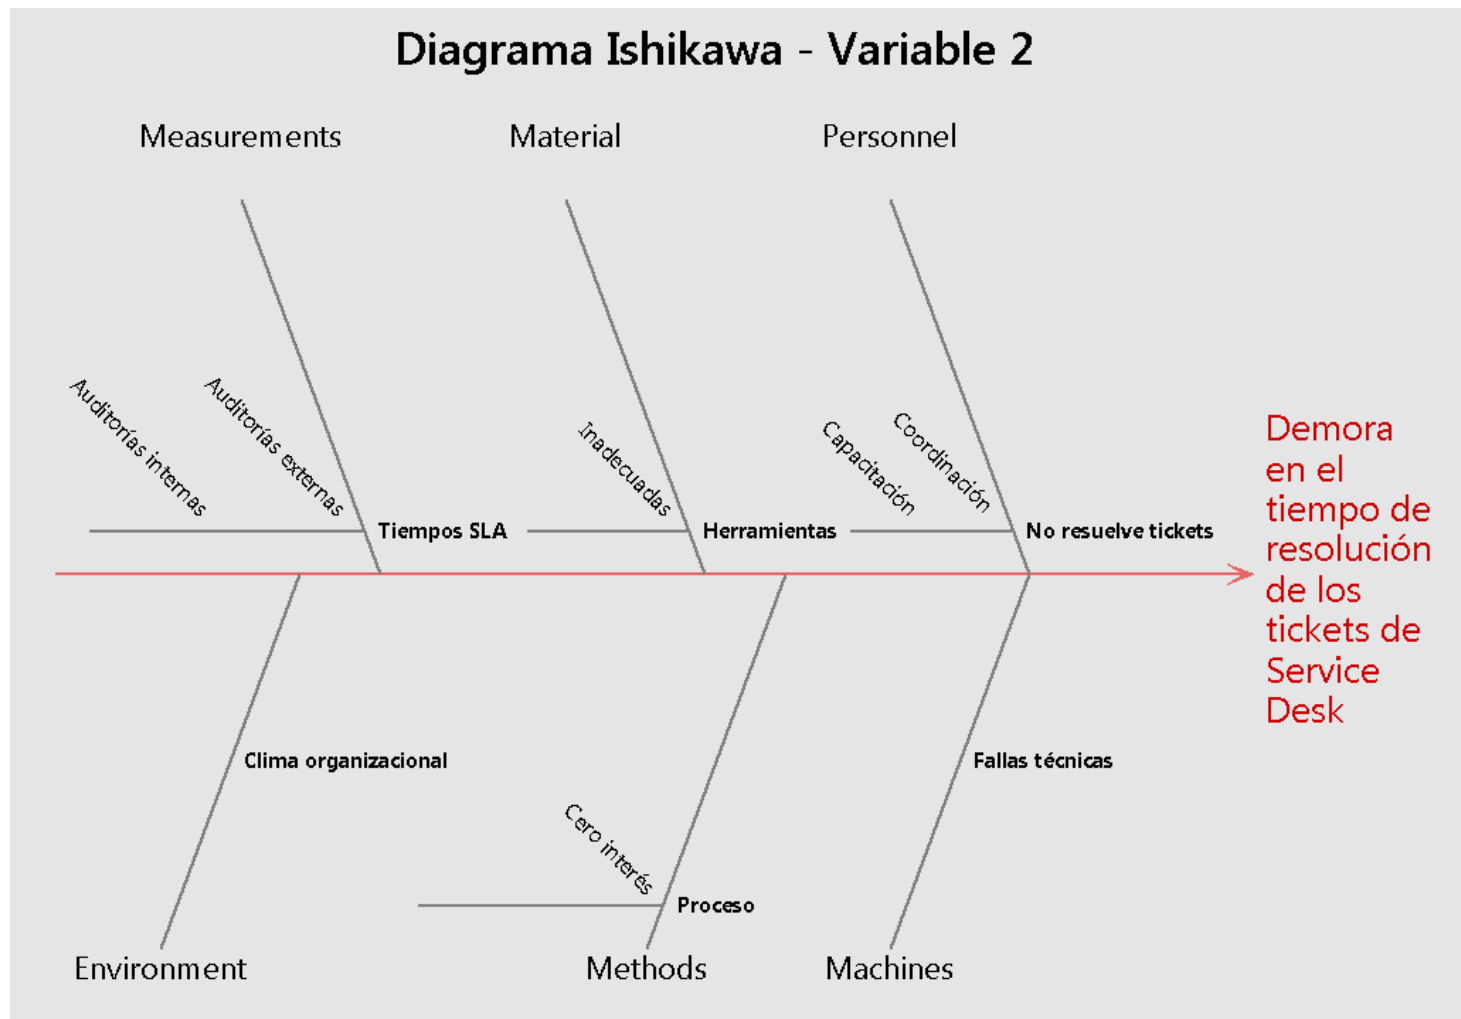 Diagrama Ishikawa - Variable 2
Measurements
Material
Personnel
Auditorías internas
Auditorías externas
Tiempos SLA
Inadecuadas
Herramientas
Capacitación
Coordinación
No resuelve tickets
Demora
en el
tiempo de
resolución
de los
tickets de
Service
Desk
Clima organizacional
Cero interés
Proceso
Fallas técnicas
Environment
Methods
Machines